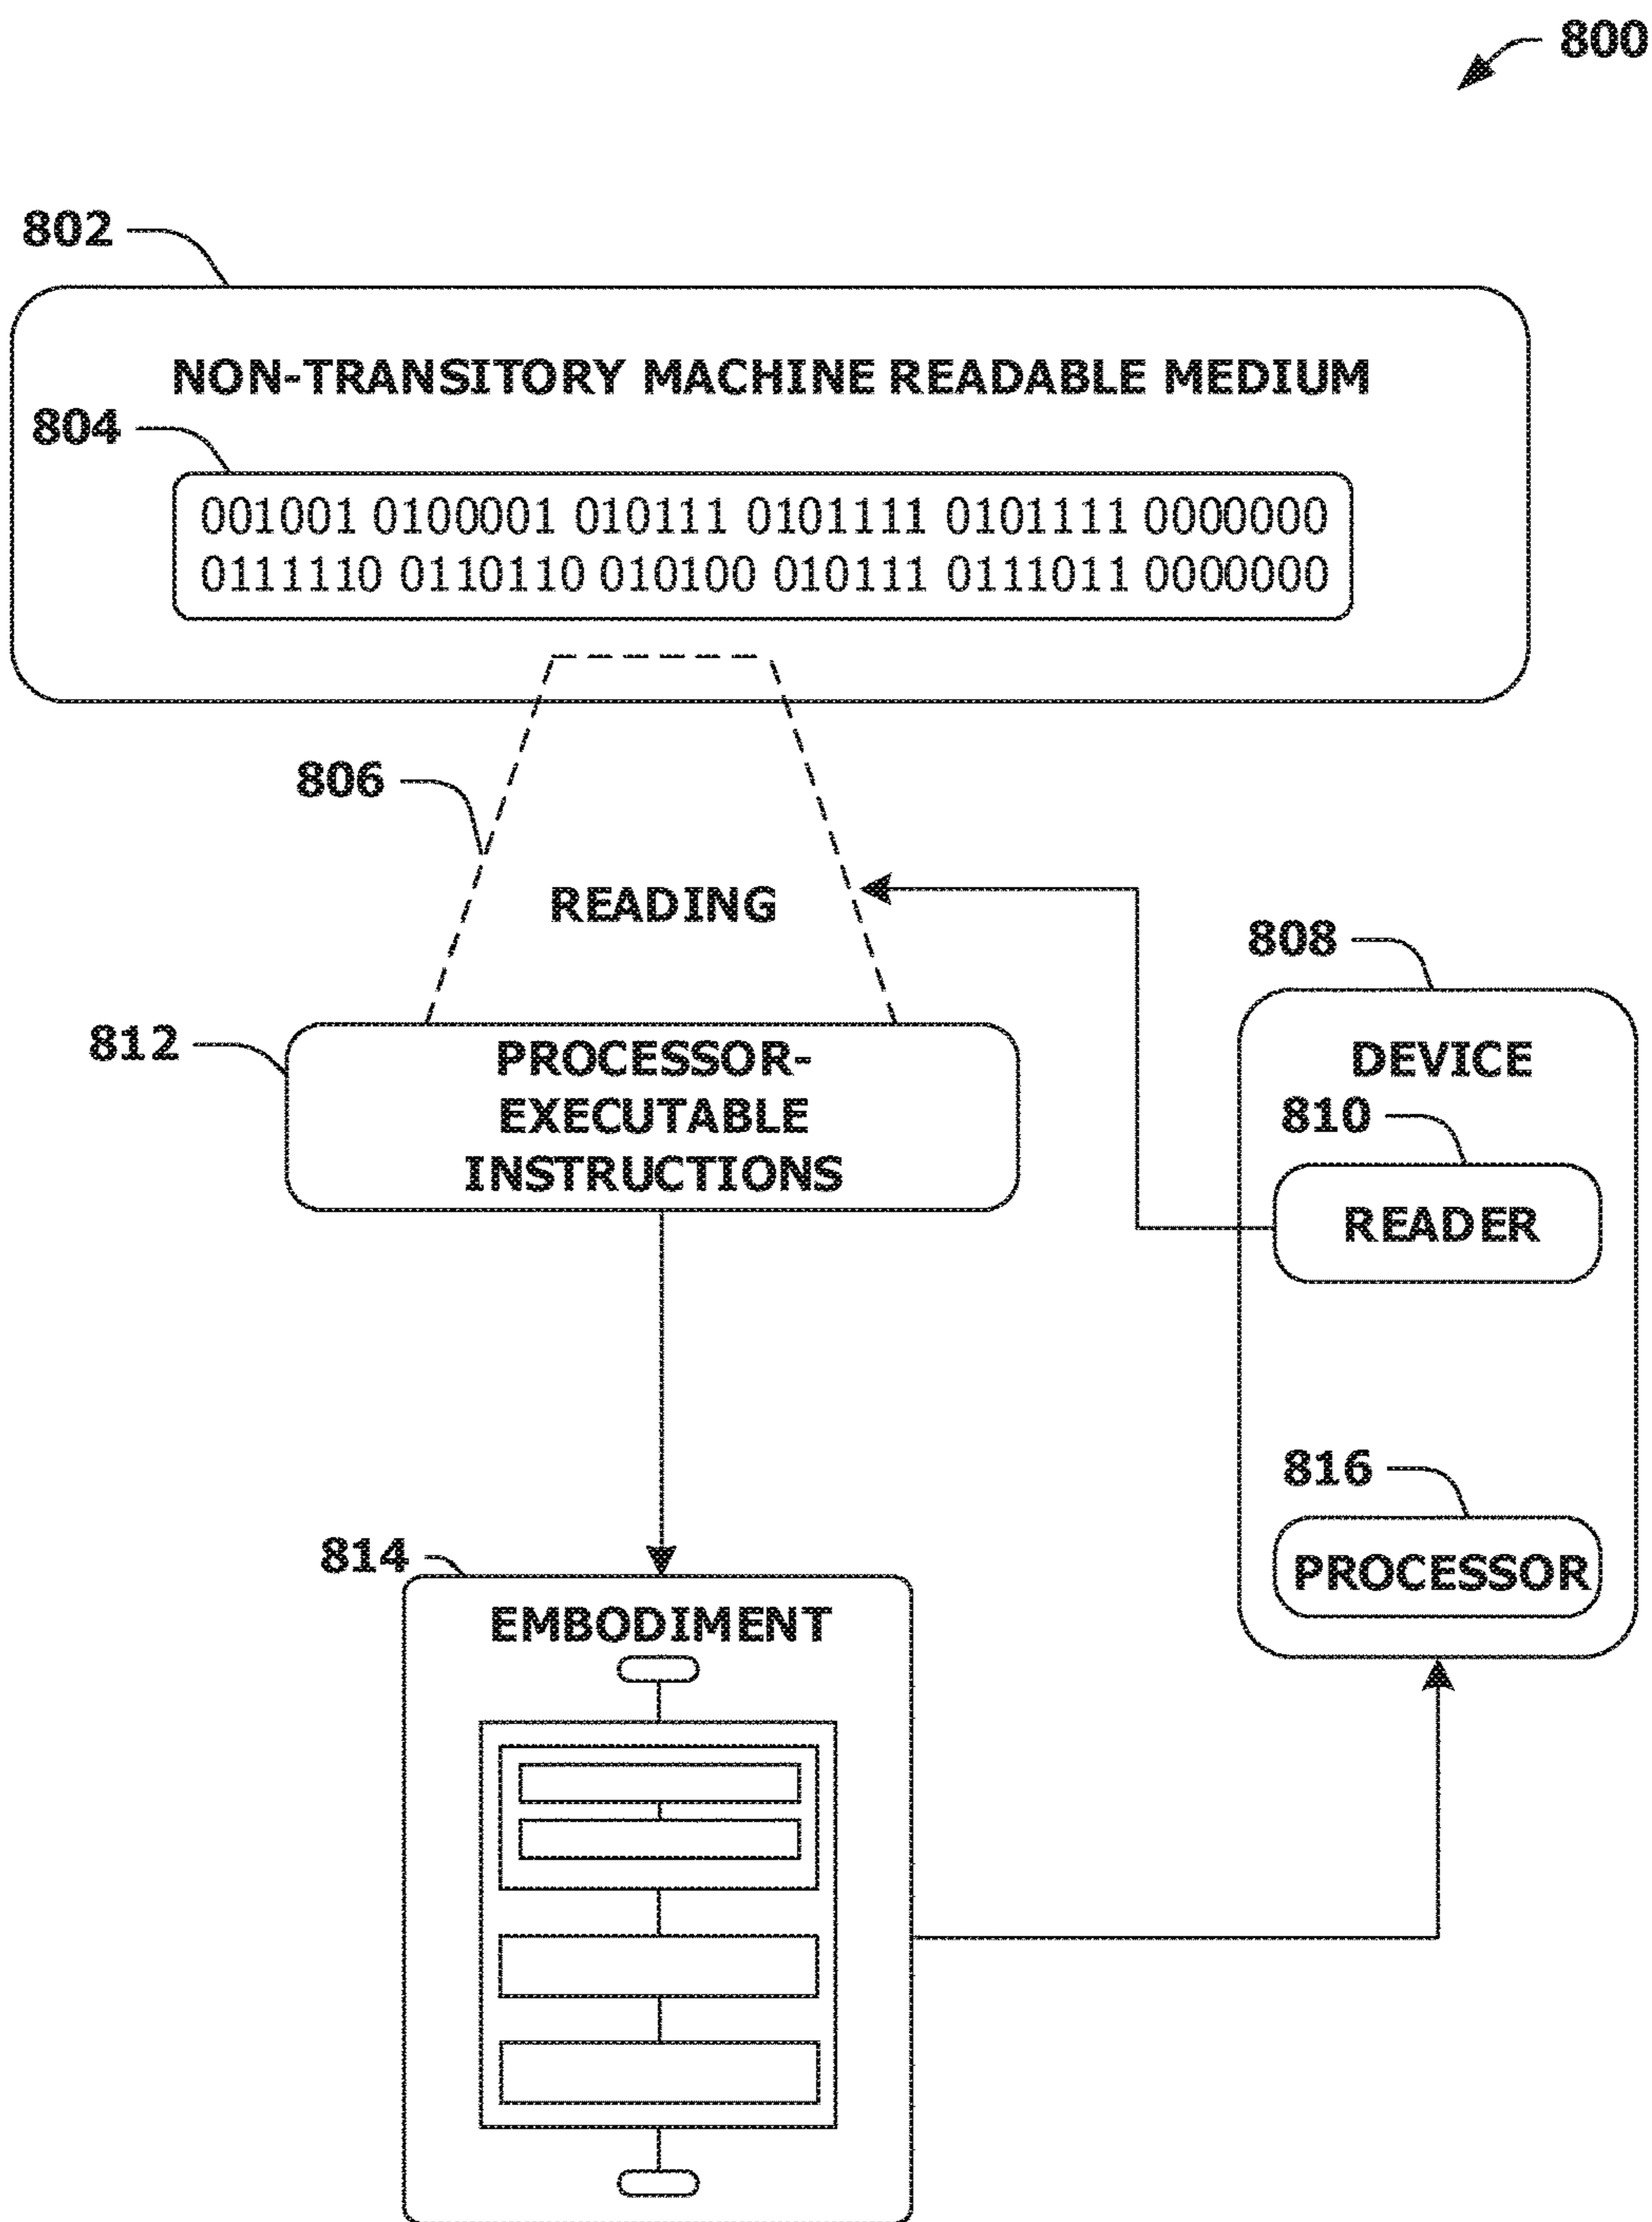 800
802
NON-TRANSITORY MACHINE READABLE MEDIUM
804
001001 0100001 010111 0101111 0101111 0000000
0111110 0110110 010100 010111 0111011 0000000
806
READING
808
DEVICE
812
PROCESSOR-
EXECUTABLE
INSTRUCTIONS
810
READER
816
PROCESSOR
814
EMBODIMENT